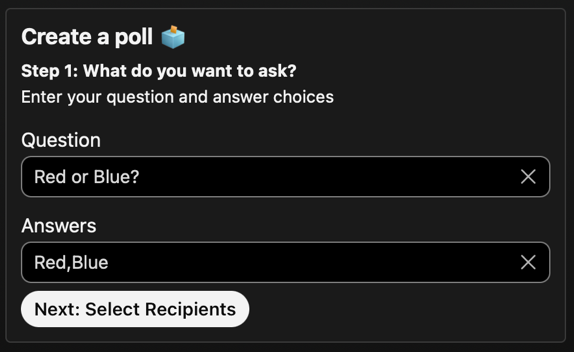 Create a poll 🗳️
Step 1: What do you want to ask?
Enter your question and answer choices
Question
Red or Blue?
Answers
Red,Blue
Next: Select Recipients